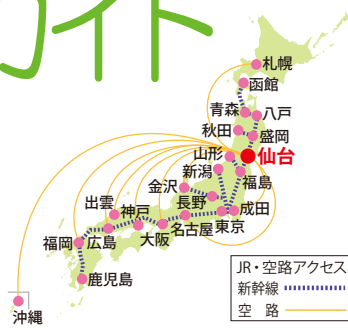 ガイト
札幌
函館
青森
八戸
秋田
盛岡
山形
仙台
新潟
福島
金沢
長野
成田
出雲
神戸
東京
名古屋
福岡
広島
大阪
鹿児島
沖縄
JR・空路アクセス
新幹線
空　路